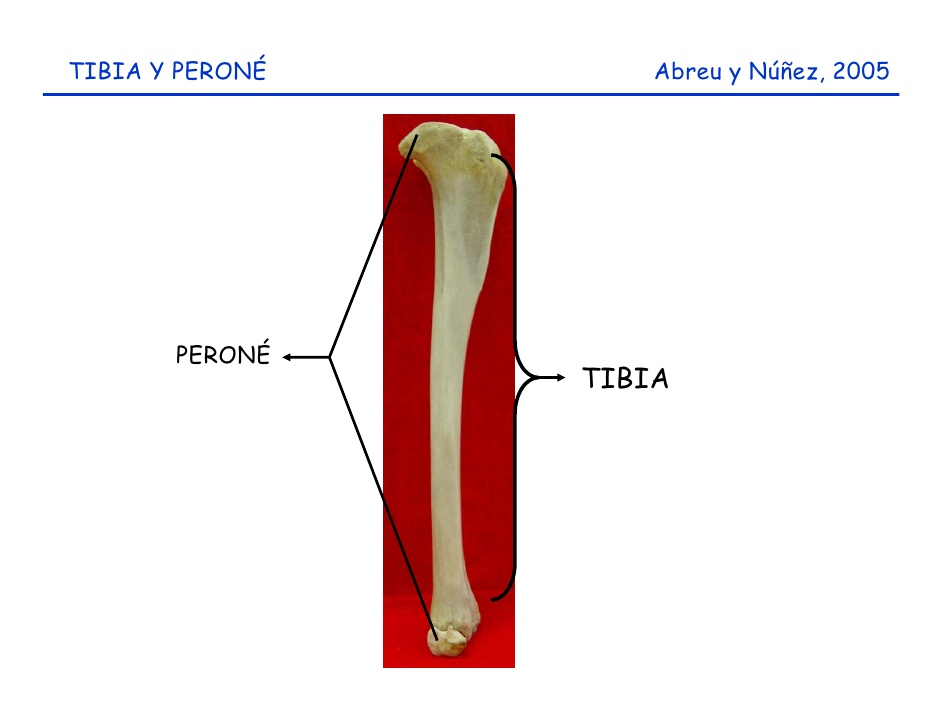 TIBIA Y PERONÉ
Abreu y Núñez, 2005
PERONÉ
TIBIA